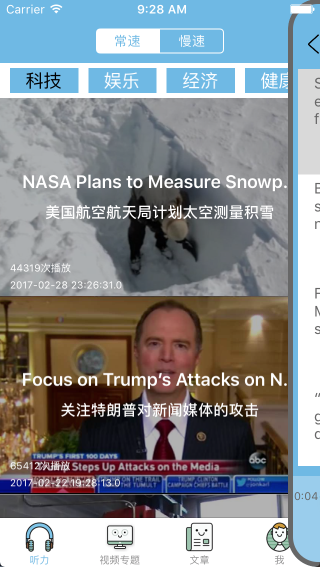 Carrier 9:28 AM
常速 慢速
科技 娱乐 经济 健康
NASA Plans to Measure Snowp...
美国航空航天局计划太空测量积雪
44319次播放
2017-02-28 23:26:31.0
Focus on Trump's Attacks on N...
关注特朗普对新闻媒体的攻击
TRUMP'S FIRST 100 DAYS
65412次播放
Steps Up Attacks on the Media
abc
2017-02-22 19:28:13.0
0:04
听力 视频专题 文章 我